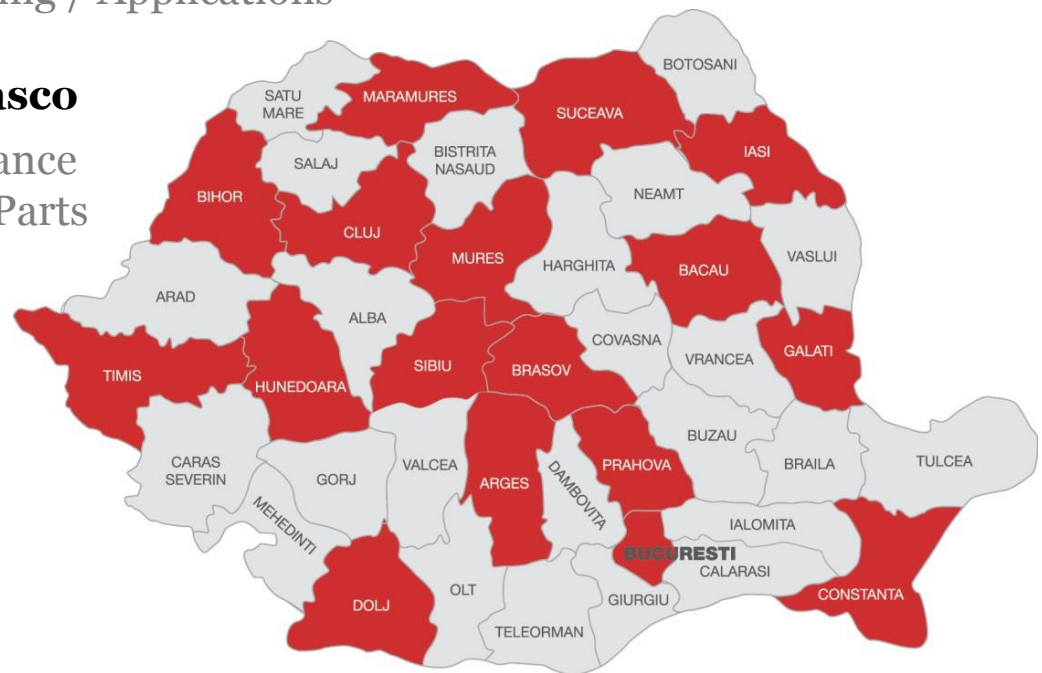 Applications
BOTOSANI
SATU
MARE
MARAMURES
SUCEAVA
IASI
SALAJ
BISTRITA
NASAUD
NEAMT
BIHOR
CLUJ
Parts
MURES
HARGHITA
BACAU
VASLUI
ARAD
ALBA
COVASNA
VRANCEA
GALATI
TIMIS
HUNEDOARA
SIBIU
BRASOV
BUZAU
CARAS
SEVERIN
GORJ
VALCEA
ARGES
DAMBOVITA
PRAHOVA
BRAILA
TULCEA
MEHEDINTI
IALOMITA
BUCURESTI
CALARASI
DOLJ
OLT
GIURGIU
CONSTANTA
TELEORMAN